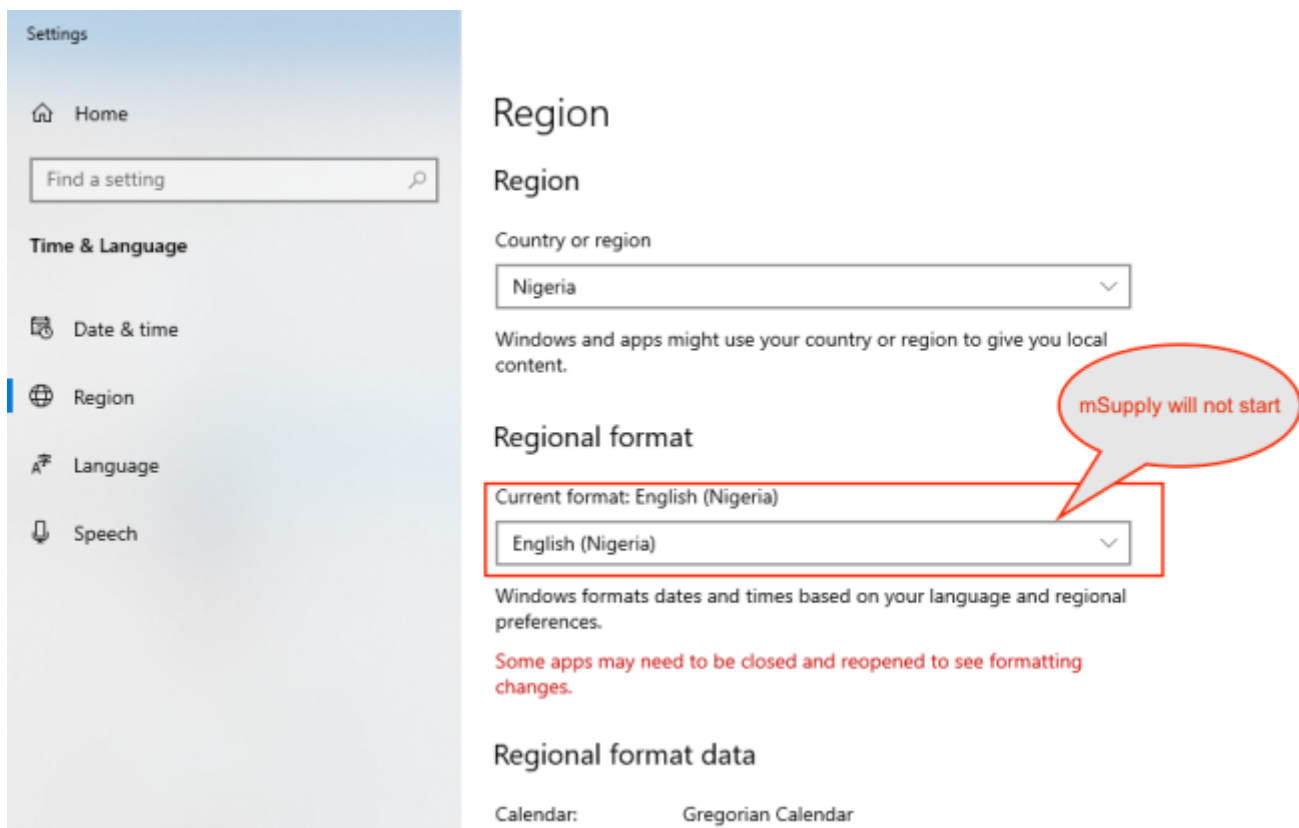 Settings
Home
Find a setting
Time & Language
Date & time
Region
Language
Speech
Region
Region
Country or region
Nigeria
Windows and apps might use your country or region to give you local
content.
mSupply will not start
Regional format
Current format: English (Nigeria)
English (Nigeria)
Windows formats dates and times based on your language and regional
preferences.
Some apps may need to be closed and reopened to see formatting
changes.
Regional format data
Calendar: Gregorian Calendar